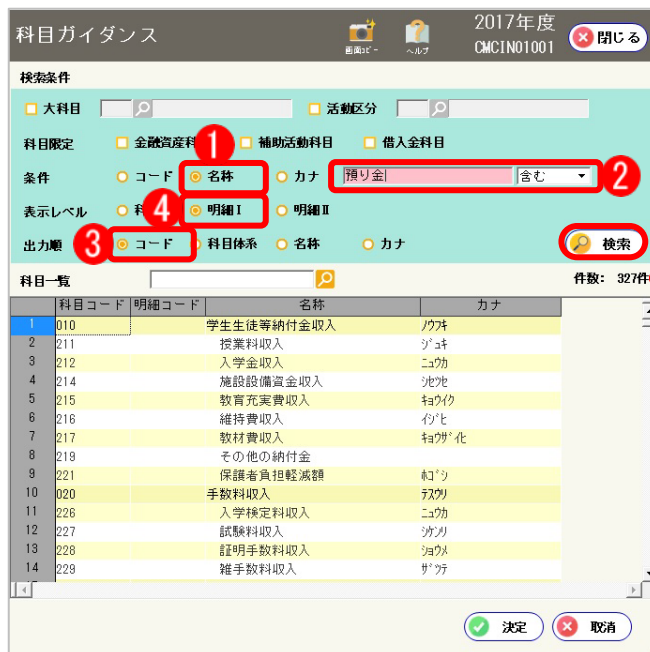 科目ガイダンス 画面コピー ヘルプ 2017年度 CMCIN01001 閉じる
検索条件
大科目 活動区分
科目限定 金融資産科 1 補助活動科目 借入金科目
条件 コード 名称 カナ 預り金 含む 2
表示レベル 4 明細Ⅰ 明細Ⅱ
出力順 3 コード 科目体系 名称 カナ 検索
科目一覧 件数: 327件
科目コード 明細コード 名称 カナ
1 010 学生生徒等納付金収入 ノウフキ
2 211 授業料収入 ジュギ
3 212 入学金収入 ニュウカ
4 214 施設設備資金収入 シセツセ
5 215 教育充実費収入 キョウイク
6 216 維持費収入 イジヒ
7 217 教材費収入 キョウザイヒ
8 219 その他の納付金
9 221 保護者負担軽減額 ホゴシ
10 020 手数料収入 テスウリ
11 226 入学検定料収入 ニュウカ
12 227 試験料収入 シケンリ
13 228 証明手数料収入 ショウメ
14 229 雑手数料収入 ザツテ
決定 取消